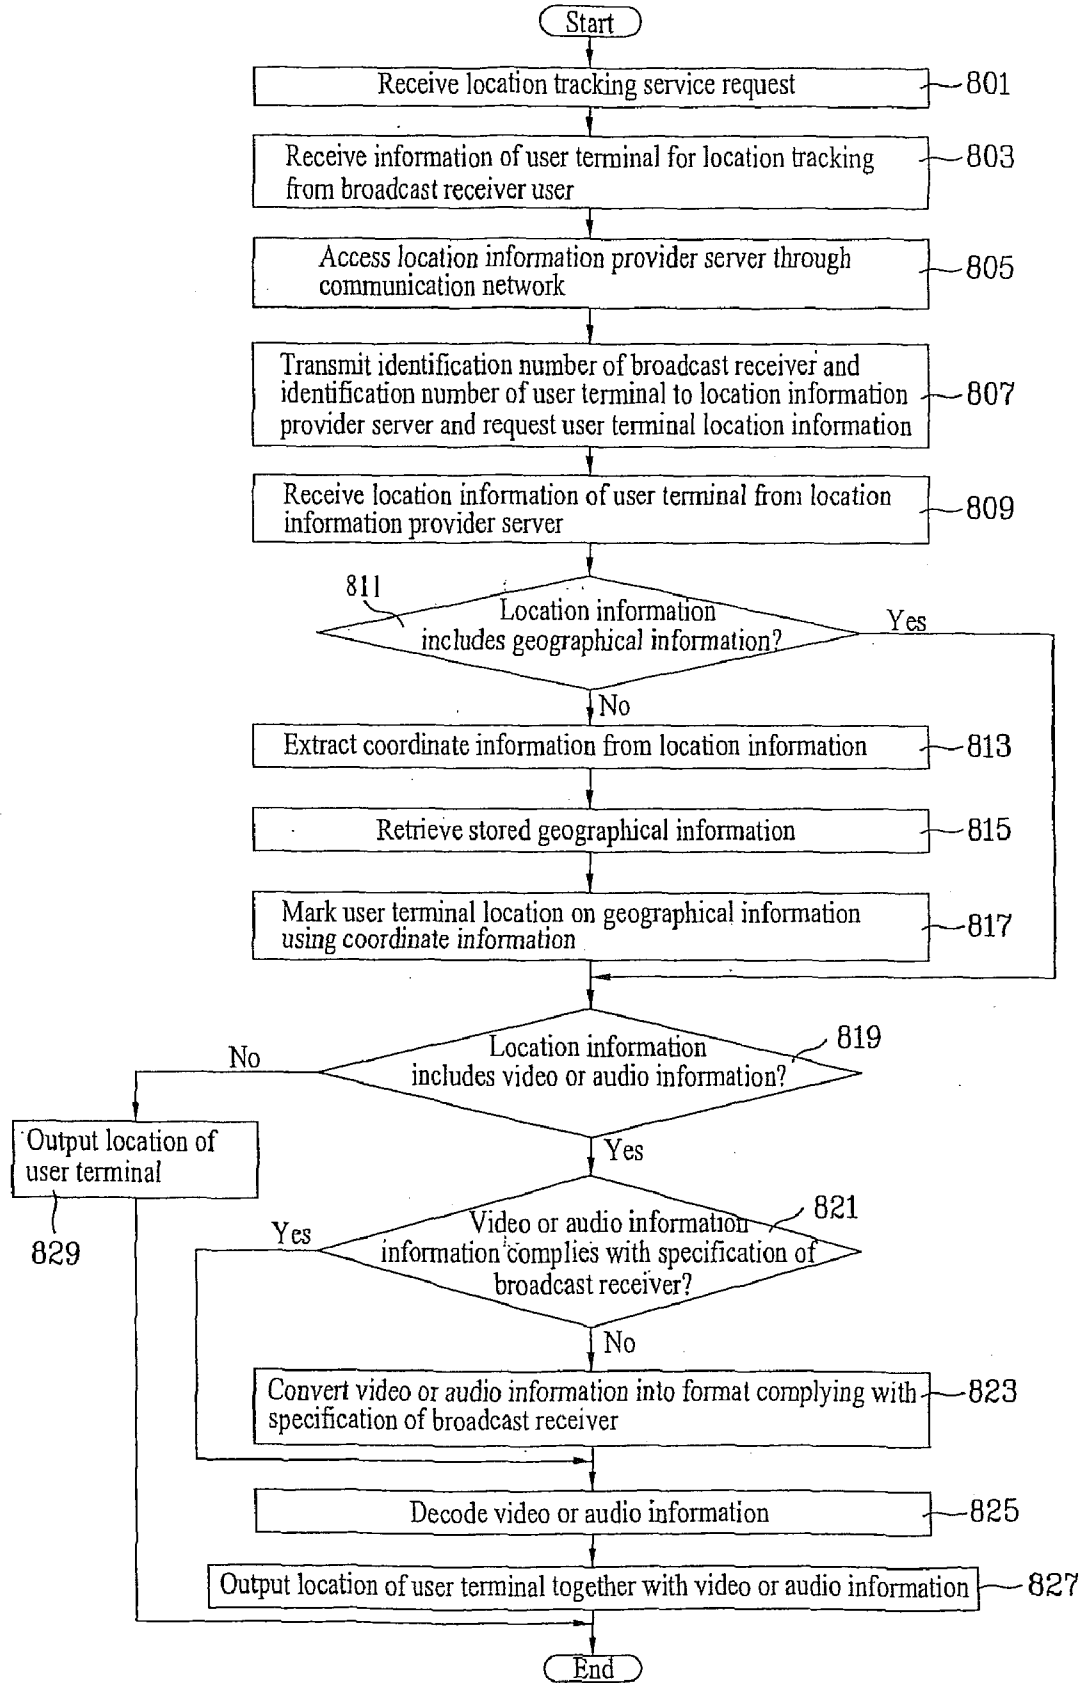 Start
Receive location tracking service request
801
Receive information of user terminal for location tracking
from broadcast receiver user
803
Access location information provider server through
communication network
805
Transmit identification number of broadcast receiver and
identification number of user terminal to location information
provider server and request user terminal location information
807
Receive location information of user terminal from location
information provider server
809
811
Location information
includes geographical information?
Yes
No
Extract coordinate information from location information
813
Retrieve stored geographical information
815
Mark user terminal location on geographical information
using coordinate information
817
Location information
includes video or audio information?
819
No
Yes
Output location of
user terminal
829
Video or audio information
information complies with specification of
broadcast receiver?
821
Yes
No
Convert video or audio information into format complying with
specification of broadcast receiver
823
Decode video or audio information
825
Output location of user terminal together with video or audio information
827
End